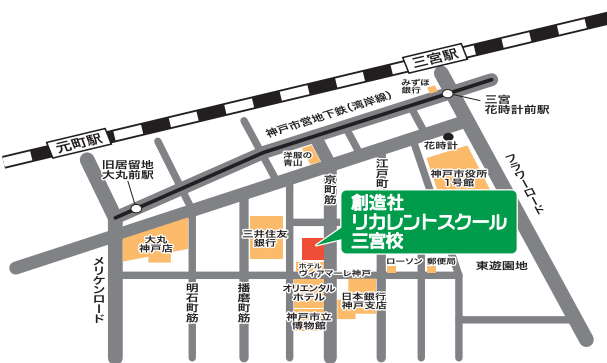 三宮駅
みずほ
銀行
三宮
花時計前駅
神戸市営地下鉄(湾岸線)
元町駅
花時計
旧居留地
大丸前駅
洋服の
青山
京町筋
江戸町
神戸市役所
1号館
フラワーロード
創造社
リカレントスクール
三宮校
大丸
神戸店
三井住友
銀行
ホテル
ヴィアマーレ神戸
ローソン
郵便局
東遊園地
メリケンロード
明石町筋
播磨町筋
オリエンタル
ホテル
日本銀行
神戸支店
神戸市立
博物館